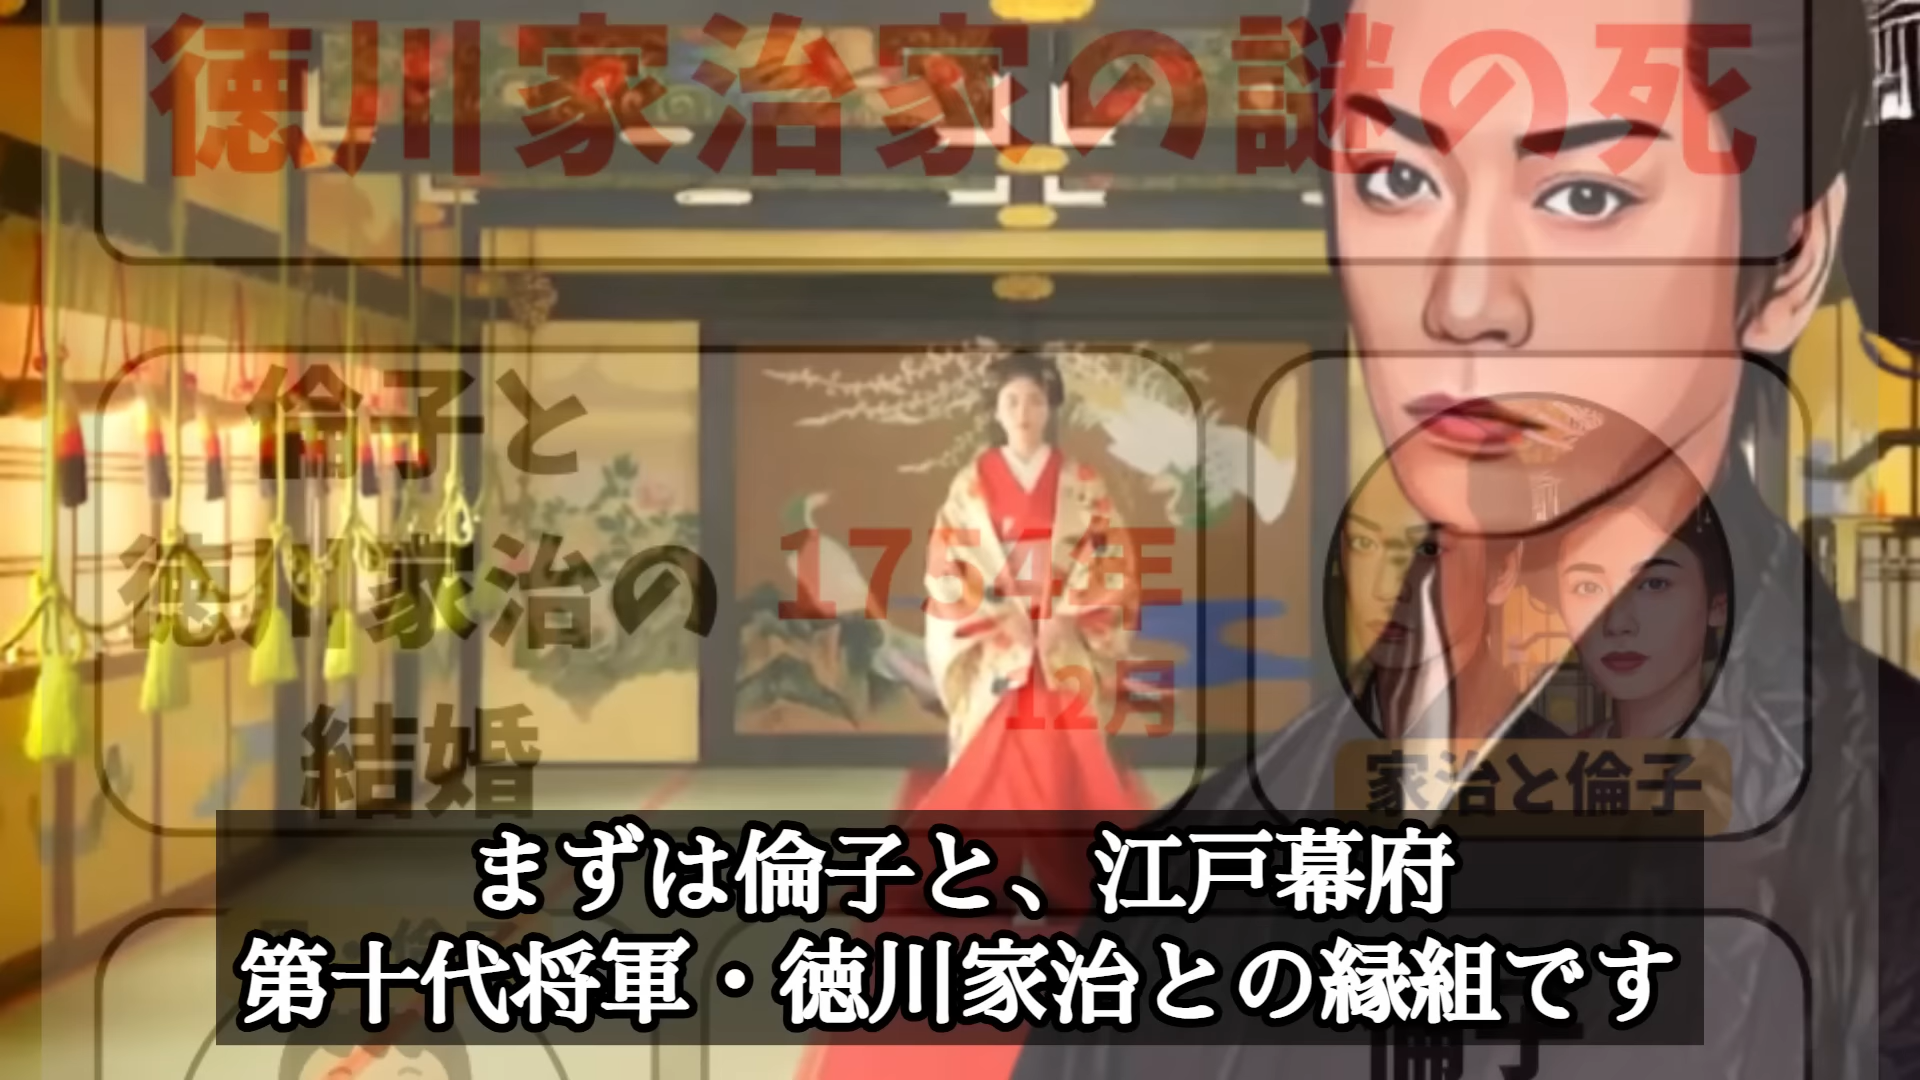 徳川家治家の謎の死
倫子と
徳川家治の
結婚
1754年
12月
家治と倫子
まずは倫子と、江戸幕府
第十代将軍・徳川家治との縁組です
倫子